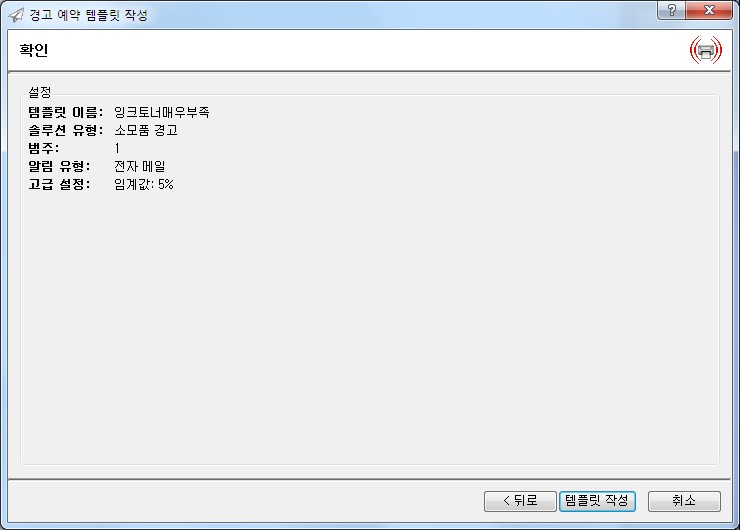 경고 예약 템플릿 작성
확인
설정
템플릿 이름: 잉크토너매우부족
솔루션 유형: 소모품 경고
범주: 1
알림 유형: 전자 메일
고급 설정: 임계값: 5%
< 뒤로 템플릿 작성 취소